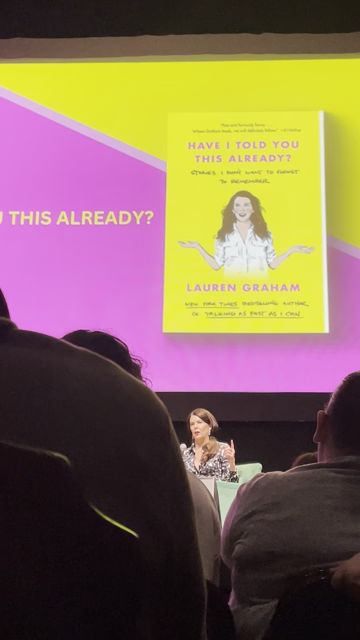 U THIS ALREADY?
HAVE I TOLD YOU
THIS ALREADY?
STORIES I DON'T WANT TO FORGET
TO REMEMBER
LAUREN GRAHAM
NEW YORK TIMES BESTSELLING AUTHOR
OF TALKING AS FAST AS I CAN